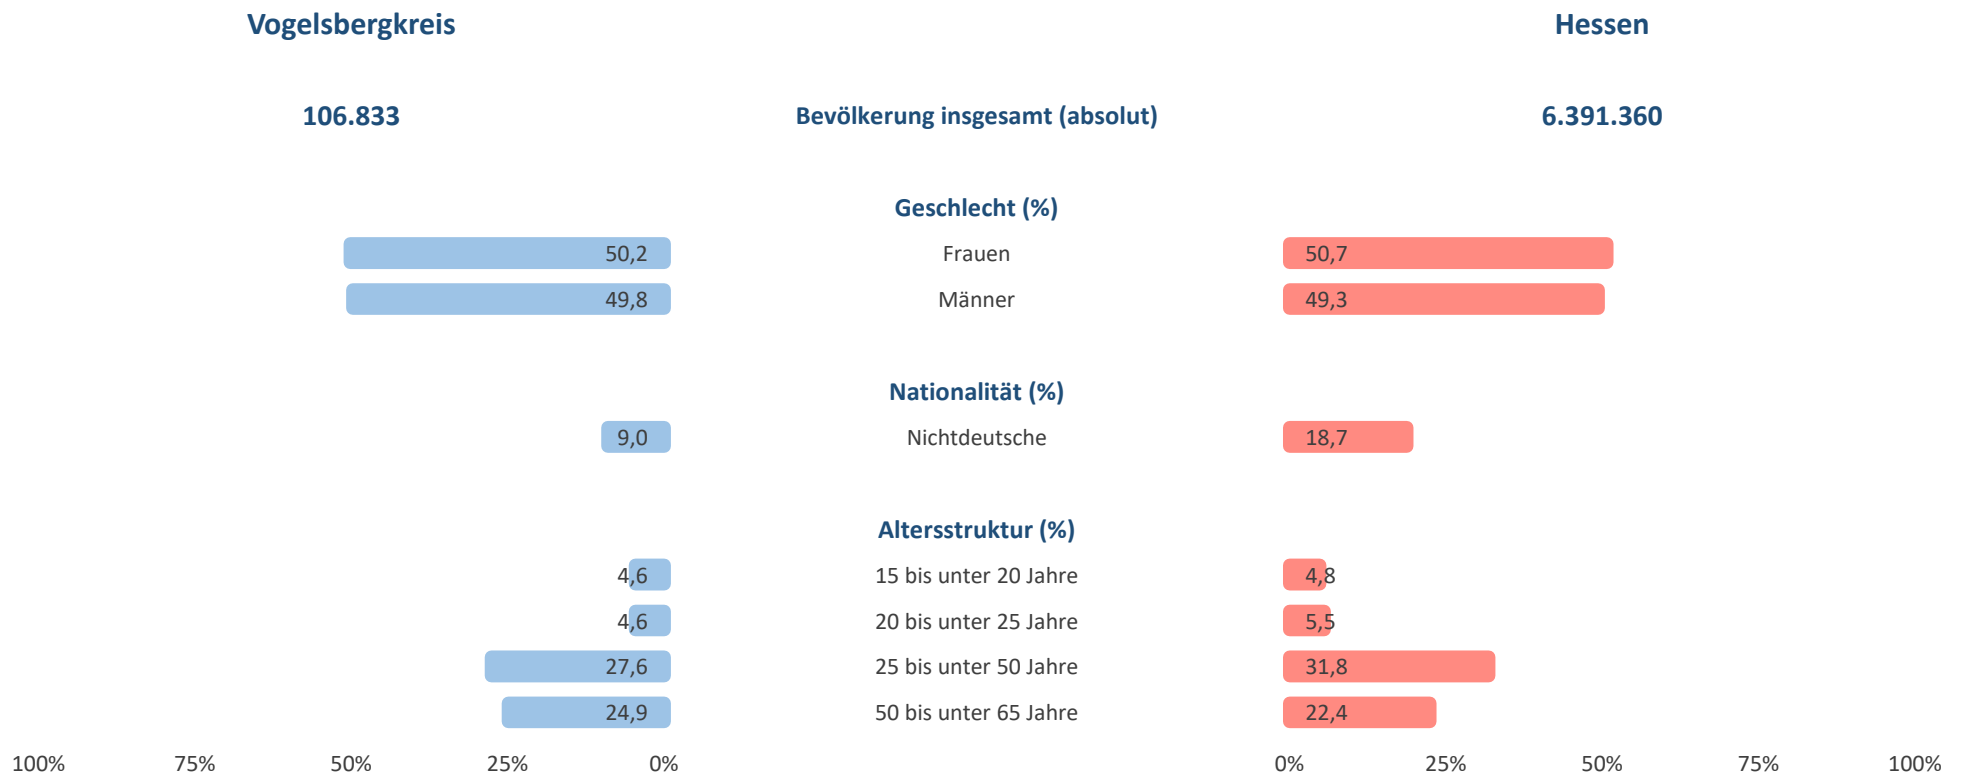 Vogelsbergkreis Hessen
106.833 Bevölkerung insgesamt (absolut) 6.391.360
Geschlecht (%)
50,2 Frauen 50,7
49,8 Männer 49,3
Nationalität (%)
9,0 Nichtdeutsche 18,7
Altersstruktur (%)
4,6 15 bis unter 20 Jahre 4,8
4,6 20 bis unter 25 Jahre 5,5
27,6 25 bis unter 50 Jahre 31,8
24,9 50 bis unter 65 Jahre 22,4
100% 75% 50% 25% 0% 0% 25% 50% 75% 100%